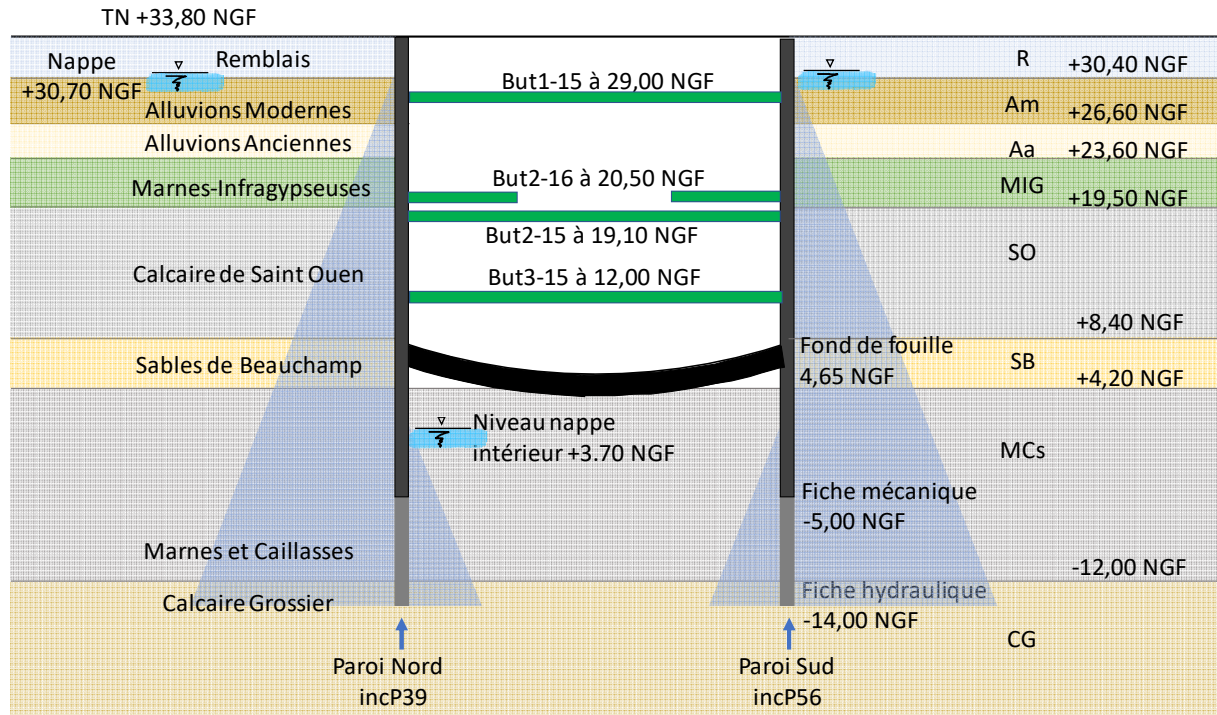 TN +33,80 NGF
Nappe
+30,70 NGF
Remblais
R
+30,40 NGF
But1-15 à 29,00 NGF
Alluvions Modernes
Am
+26,60 NGF
Alluvions Anciennes
Aa
+23,60 NGF
Marnes-Infragypseuses
But2-16 à 20,50 NGF
MIG
+19,50 NGF
But2-15 à 19,10 NGF
SO
Calcaire de Saint Ouen
But3-15 à 12,00 NGF
+8,40 NGF
Fond de fouille
4,65 NGF
Sables de Beauchamp
SB
+4,20 NGF
Niveau nappe
intérieur +3.70 NGF
MCs
Fiche mécanique
-5,00 NGF
Marnes et Caillasses
-12,00 NGF
Calcaire Grossier
Fiche hydraulique
-14,00 NGF
CG
Paroi Nord
incP39
Paroi Sud
incP56